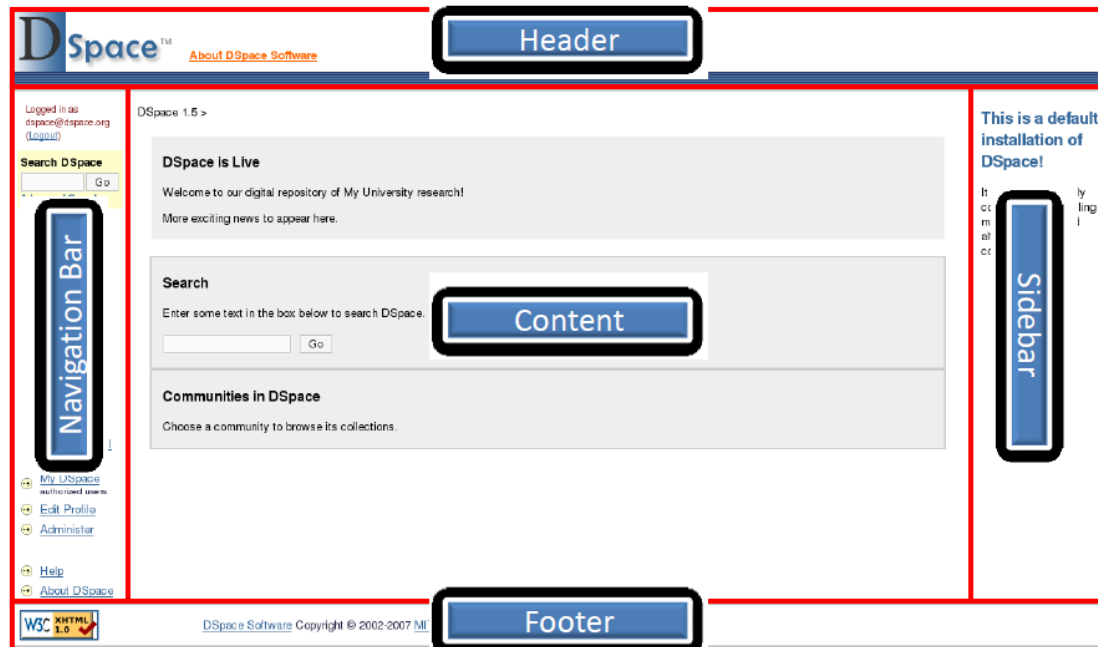 DSpace™
About DSpace Software
Header
Logged in as
dspace@dspace.org
(Logout)
Search DSpace
Go
Navigation Bar
My DSpace
authorized users
Edit Profile
Administer
Help
About DSpace
DSpace 1.5 >
DSpace is Live
Welcome to our digital repository of My University research!
More exciting news to appear here.
Search
Enter some text in the box below to search DSpace.
Go
Content
Communities in DSpace
Choose a community to browse its collections.
This is a default
installation of
DSpace!
It
Sidebar
W3C XHTML
1.0
DSpace Software Copyright © 2002-2007
Footer